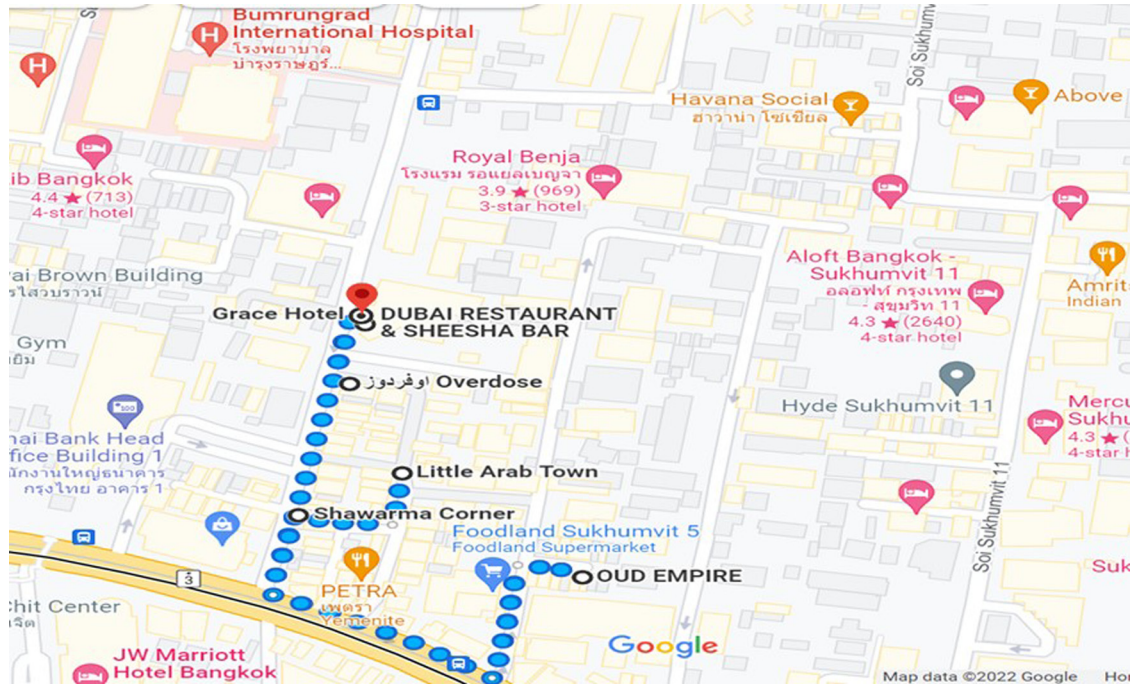 Bumrungrad
International Hospital
โรงพยาบาล
บำรุงราษฎร์...
Havana Social
ฮาวาน่า โซเชียล
Above
Soi Sukhumv
Royal Benja
โรงแรม รอแยลเบญจา
3.9 ★ (969)
3-star hotel
ib Bangkok
4.4 ★ (713)
4-star hotel
Aloft Bangkok -
Sukhumvit 11
อลอฟท์ กรุงเทพ
- สุขุมวิท 11
4.3 ★ (2640)
4-star hotel
Amrits
Indian
ai Brown Building
รไสวบราวน์
Grace Hotel
DUBAI RESTAURANT
& SHEESHA BAR
Gym
ยิม
اوفردوز Overdose
Hyde Sukhumvit 11
Mercu
Sukhu
4.3 ★ (
4-star h
hai Bank Head
fice Building 1
นักงานใหญ่ธนาคาร
กรุงไทย อาคาร 1
Little Arab Town
Shawarma Corner
Foodland Sukhumvit 5
Foodland Supermarket
Soi Sukhumvit 11
OUD EMPIRE
Suk
3
PETRA
เพตรา
Yemenite
Chit Center
JW Marriott
Hotel Bangkok
Google
Map data ©2022 Google